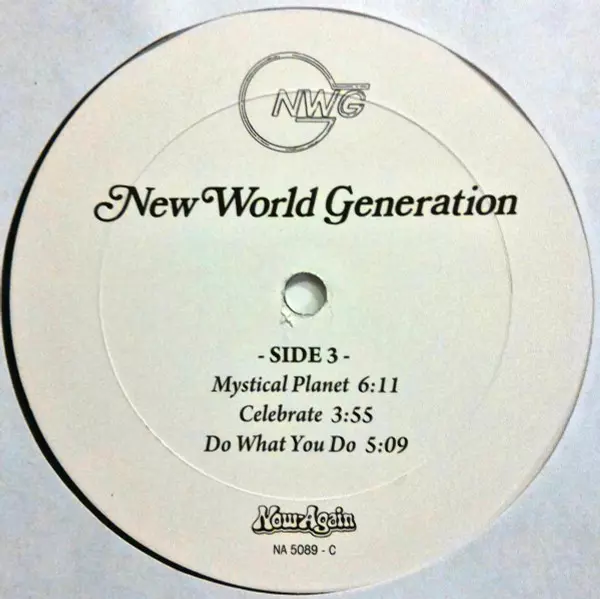 NWG
New World Generation
- SIDE 3 -
Mystical Planet 6:11
Celebrate 3:55
Do What You Do 5:09
Now-Again
NA 5089 - C